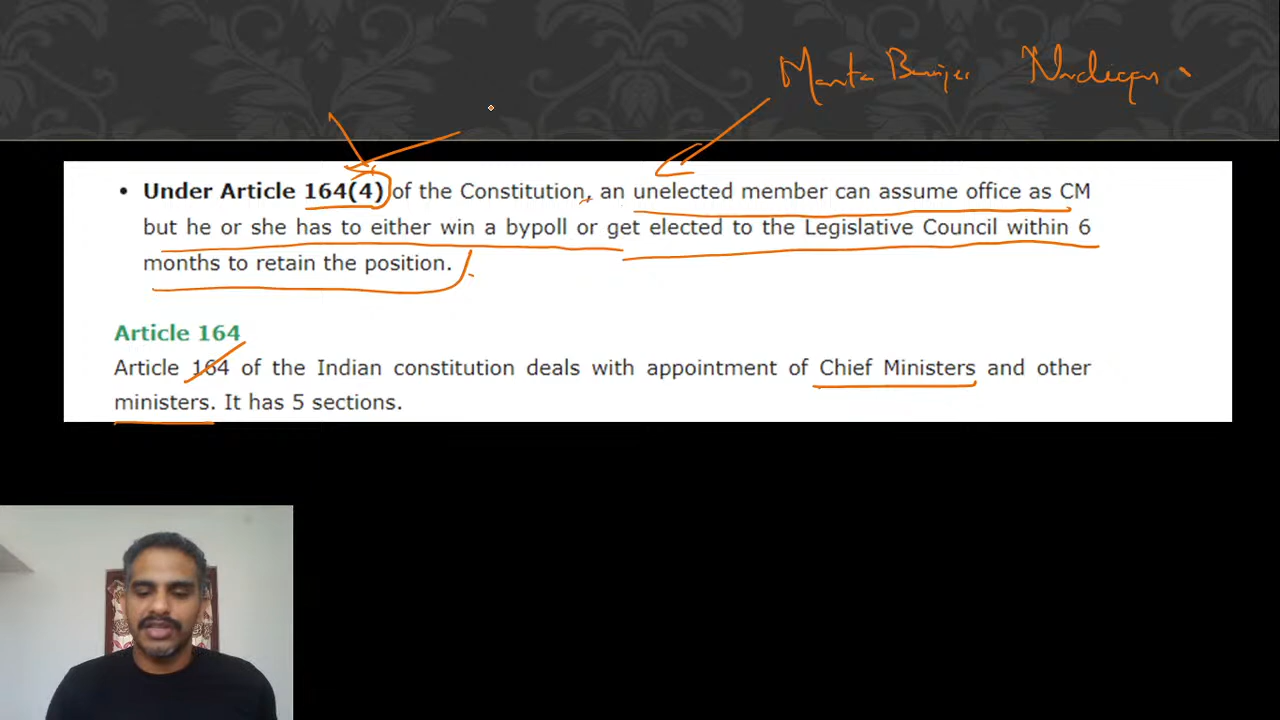 Mamta Banerjee Nandigram
• Under Article 164(4) of the Constitution, an unelected member can assume office as CM
but he or she has to either win a bypoll or get elected to the Legislative Council within 6
months to retain the position.
Article 164
Article 164 of the Indian constitution deals with appointment of Chief Ministers and other
ministers. It has 5 sections.